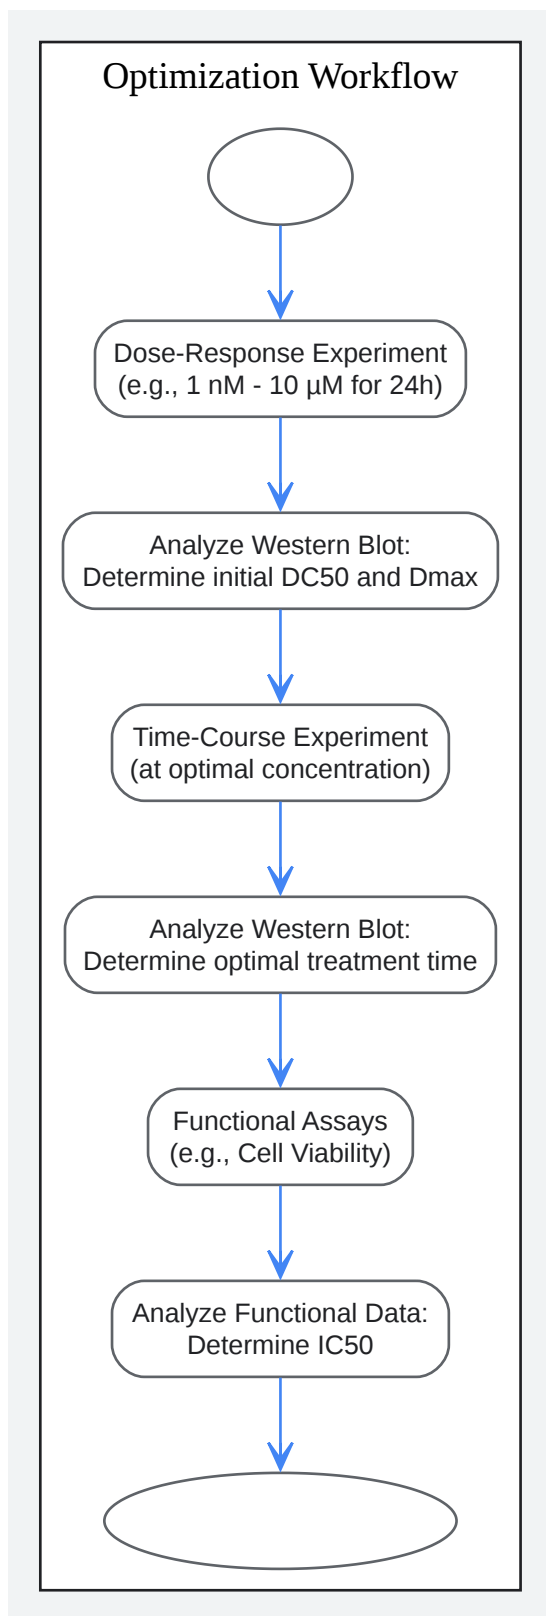 Optimization Workflow
Dose-Response Experiment
(e.g., 1 nM - 10 µM for 24h)
Analyze Western Blot:
Determine initial DC50 and Dmax
Time-Course Experiment
(at optimal concentration)
Analyze Western Blot:
Determine optimal treatment time
Functional Assays
(e.g., Cell Viability)
Analyze Functional Data:
Determine IC50